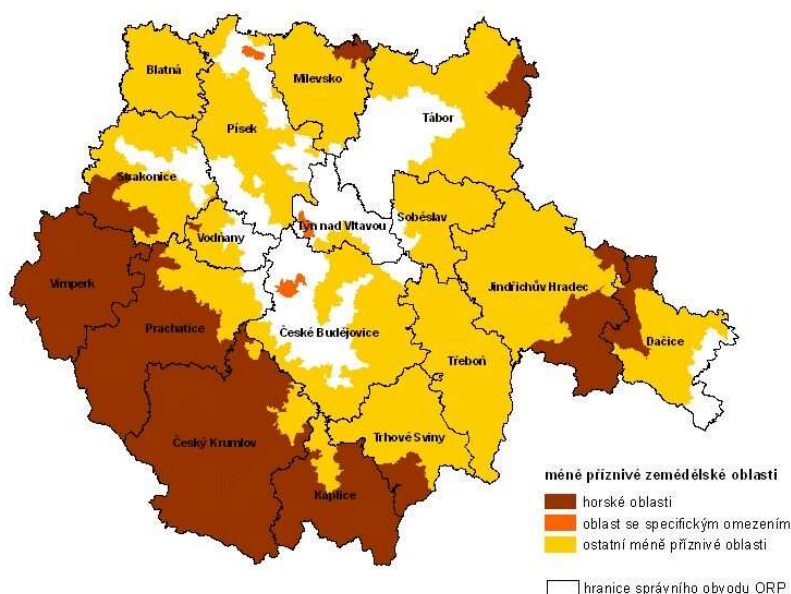 Blatná
Milevsko
Tábor
Písek
Strakonice
Týn nad Vltavou
Soběslav
Vodňany
Vimperk
Jindřichův Hradec
Prachatice
České Budějovice
Dačice
Třeboň
Český Krumlov
Trhové Sviny
Kaplice
méně příznivé zemědělské oblasti
horské oblasti
oblast se specifickým omezením
ostatní méně příznivé oblasti
hranice správního obvodu ORP